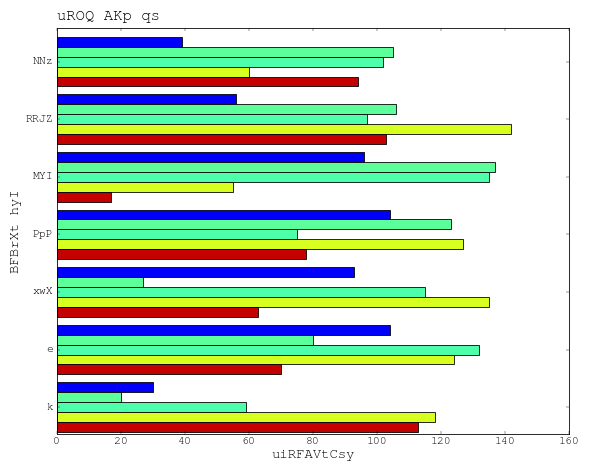 uROQ AKp qs
NNz
RRJZ
MYI
PpP
xwX
e
k
BFBrXt hyI
0 20 40 60 80 100 120 140 160
uiRFAVtCsy